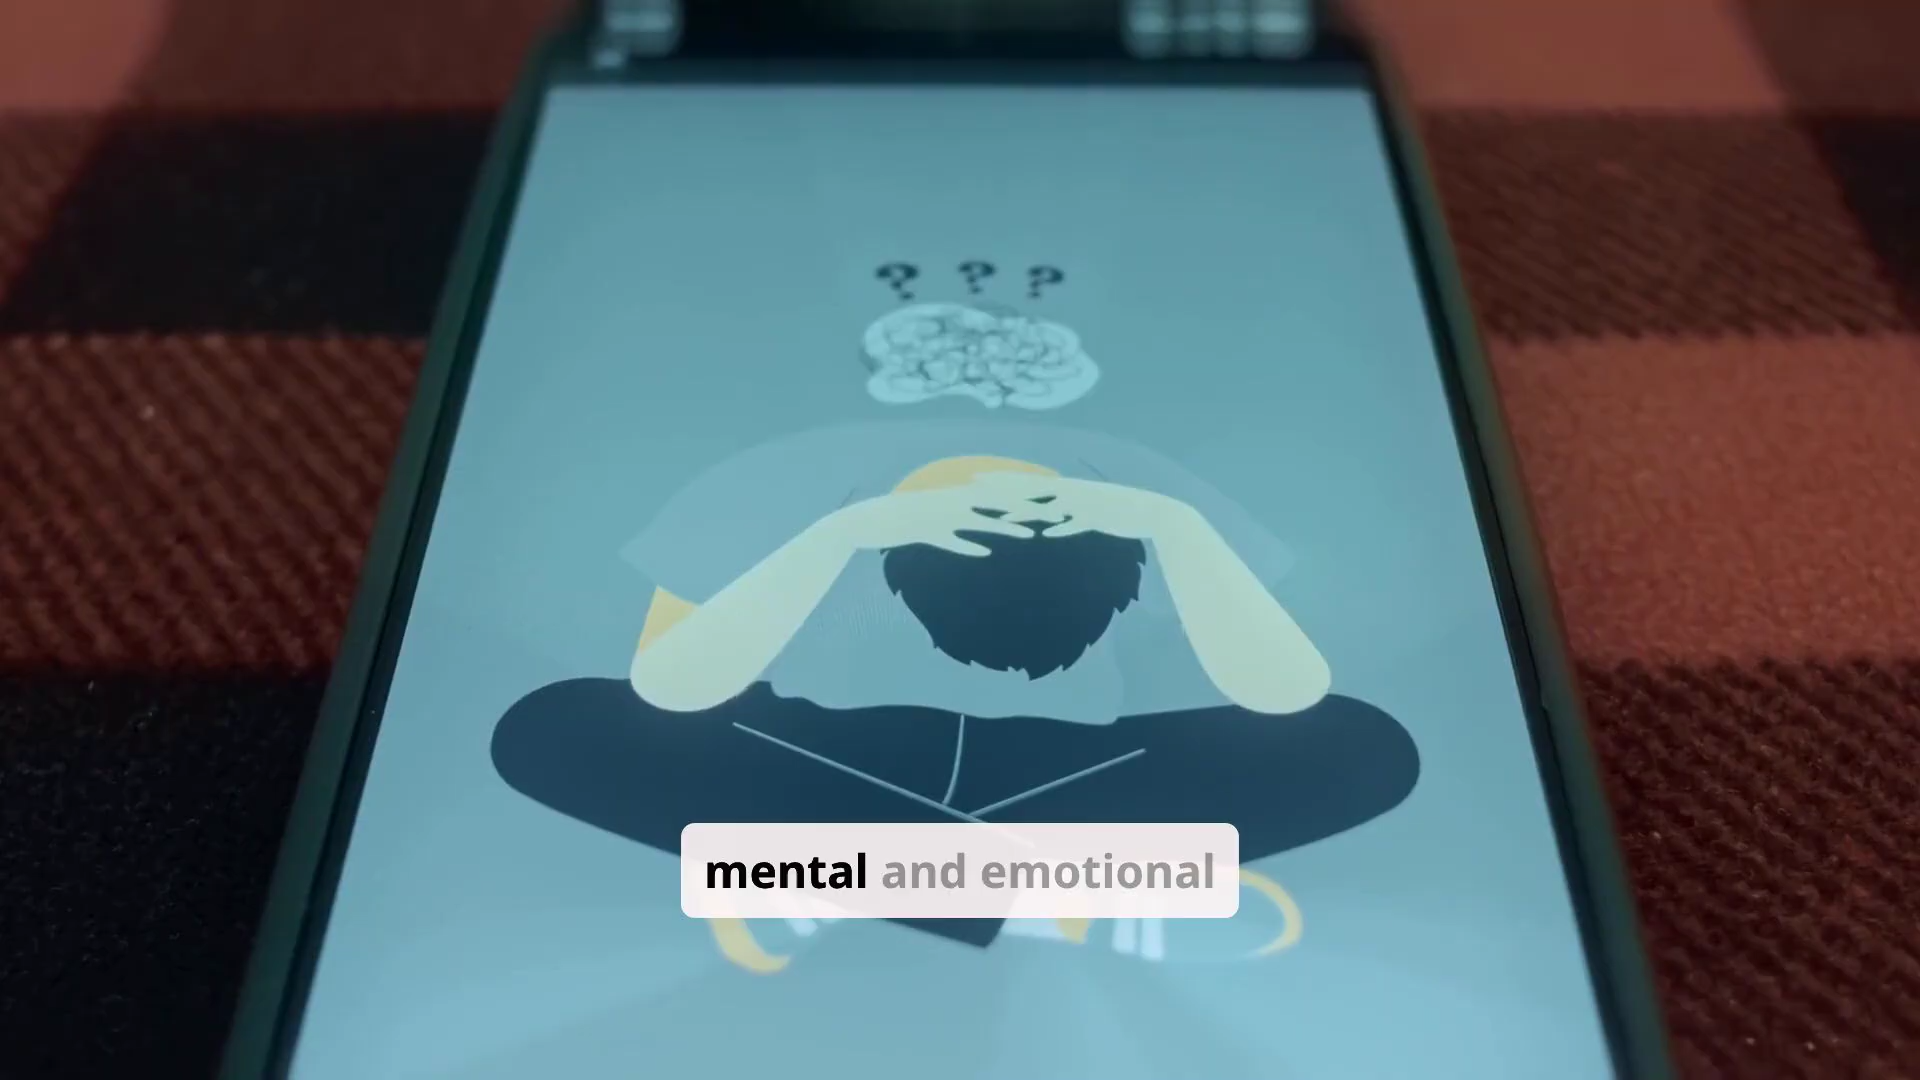 ? ? ?
mental and emotional